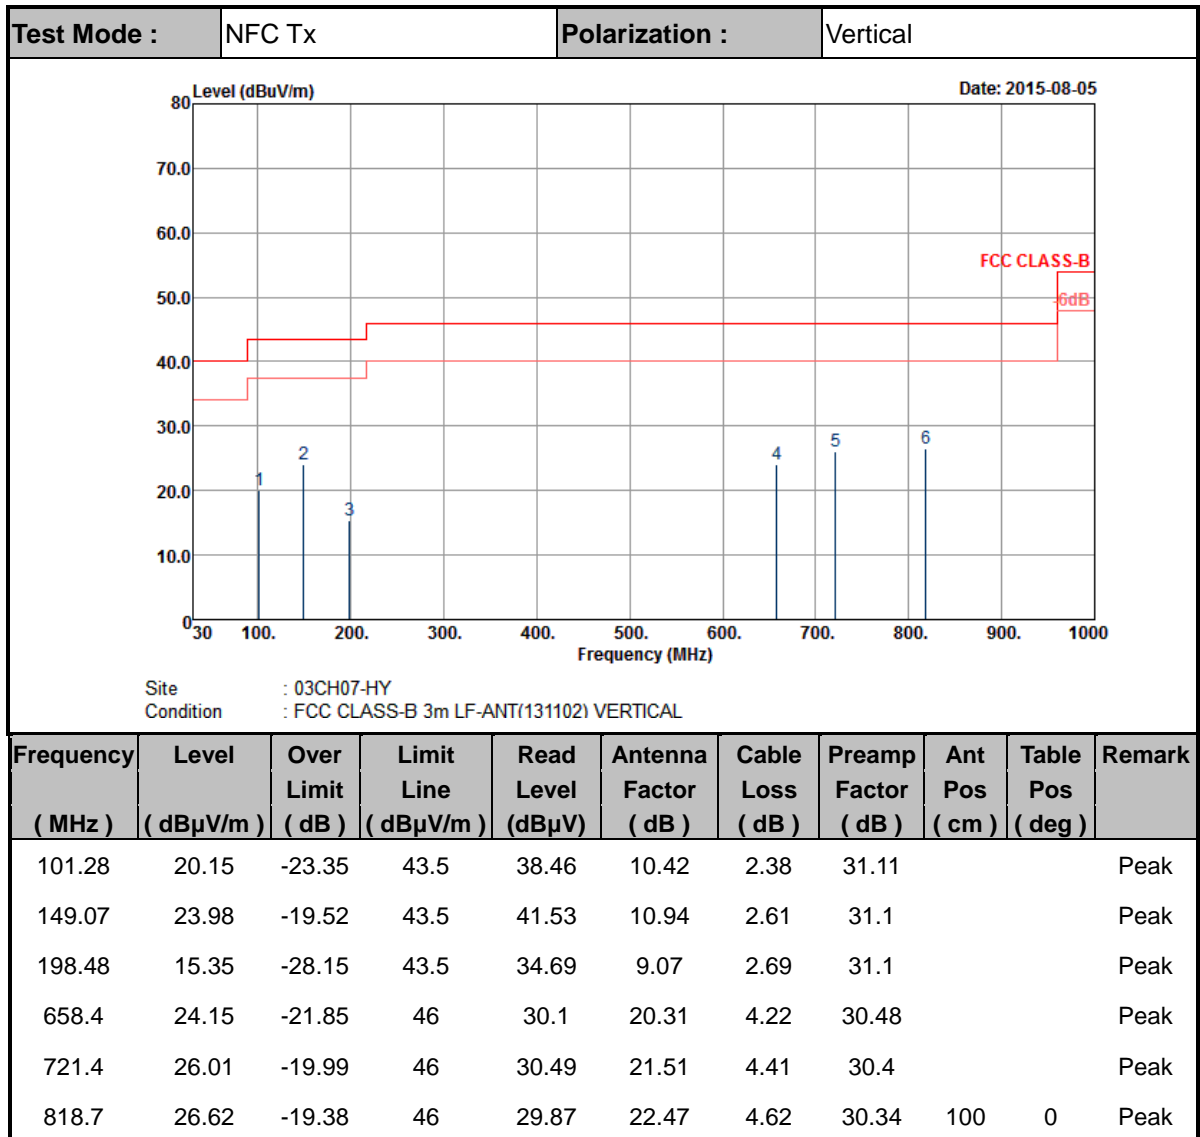 Test Mode : NFC Tx Polarization : Vertical
Level (dBuV/m) Date: 2015-08-05
80
70.0
60.0
FCC CLASS-B
50.0
-6dB
40.0
30.0
20.0
10.0
0
1 2 3 4 5 6
30 100. 200. 300. 400. 500. 600. 700. 800. 900. 1000
Frequency (MHz)
Site : 03CH07-HY
Condition : FCC CLASS-B 3m LF-ANT(131102) VERTICAL
Frequency Level Over Limit Read Antenna Cable Preamp Ant Table Remark
Limit Line Level Factor Loss Factor Pos Pos
( MHz ) ( dBµV/m ) ( dB ) ( dBµV/m ) (dBµV) ( dB ) ( dB ) ( dB ) ( cm ) ( deg )
101.28 20.15 -23.35 43.5 38.46 10.42 2.38 31.11 Peak
149.07 23.98 -19.52 43.5 41.53 10.94 2.61 31.1 Peak
198.48 15.35 -28.15 43.5 34.69 9.07 2.69 31.1 Peak
658.4 24.15 -21.85 46 30.1 20.31 4.22 30.48 Peak
721.4 26.01 -19.99 46 30.49 21.51 4.41 30.4 Peak
818.7 26.62 -19.38 46 29.87 22.47 4.62 30.34 100 0 Peak